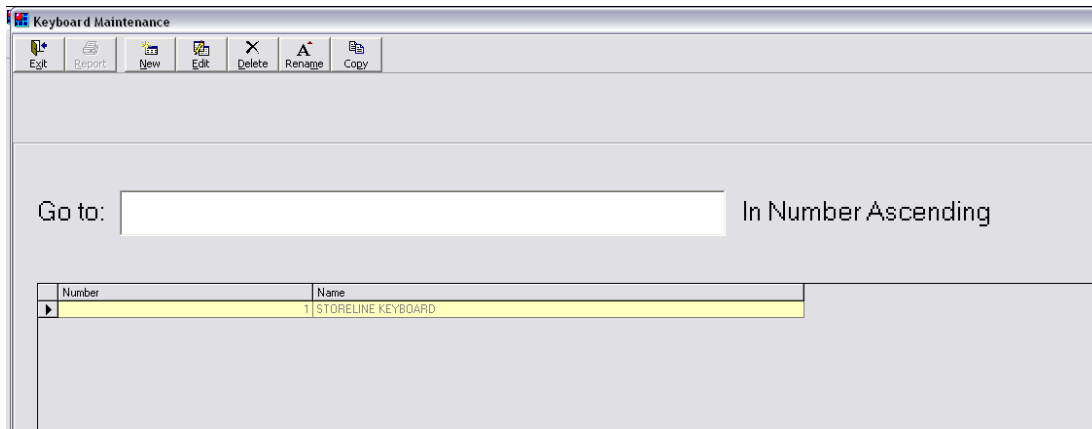 Keyboard Maintenance
Exit Report New Edit Delete Rename Copy
Go to: In Number Ascending
Number Name
1 STORELINE KEYBOARD